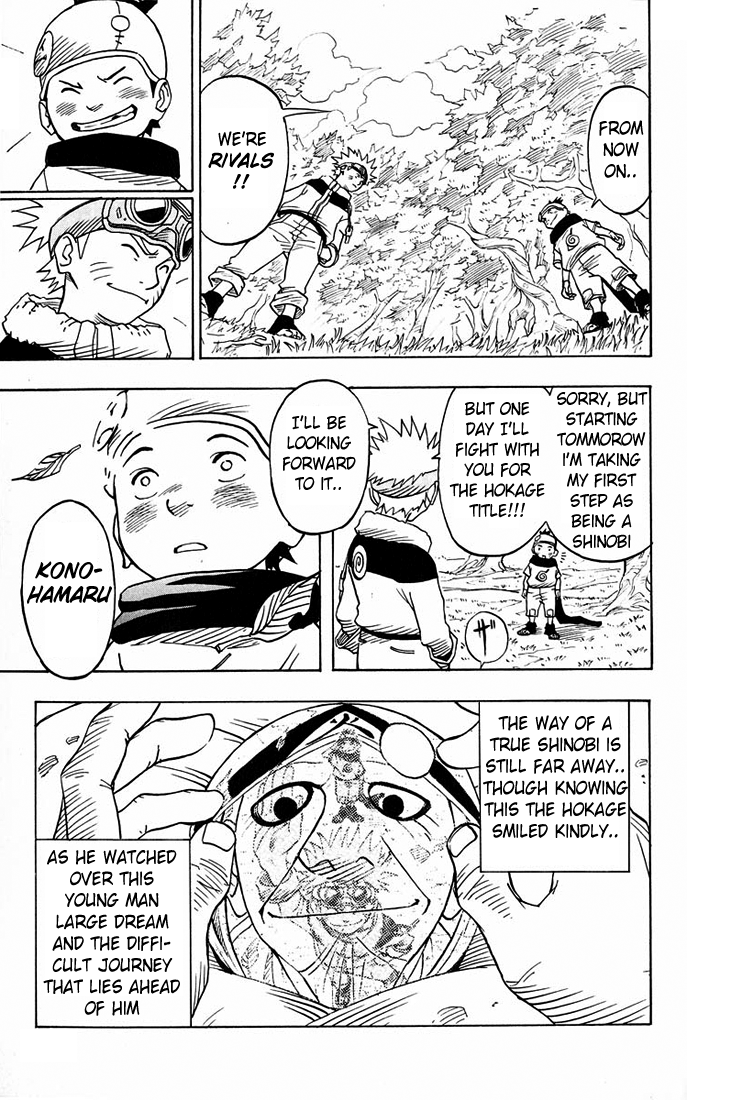 FROM
NOW
ON..
WE'RE
RIVALS
!!
SORRY, BUT
STARTING
TOMMOROW
I'M TAKING
MY FIRST
STEP AS
BEING A
SHINOBI
BUT ONE
DAY I'LL
FIGHT WITH
YOU FOR
THE HOKAGE
TITLE!!!
ザッ
I'LL BE
LOOKING
FORWARD
TO IT..
KONO-
HAMARU
THE WAY OF A
TRUE SHINOBI IS
STILL FAR AWAY..
THOUGH KNOWING
THIS THE HOKAGE
SMILED KINDLY..
火
AS HE WATCHED
OVER THIS
YOUNG MAN
LARGE DREAM
AND THE DIFFI-
CULT JOURNEY
THAT LIES AHEAD
OF HIM